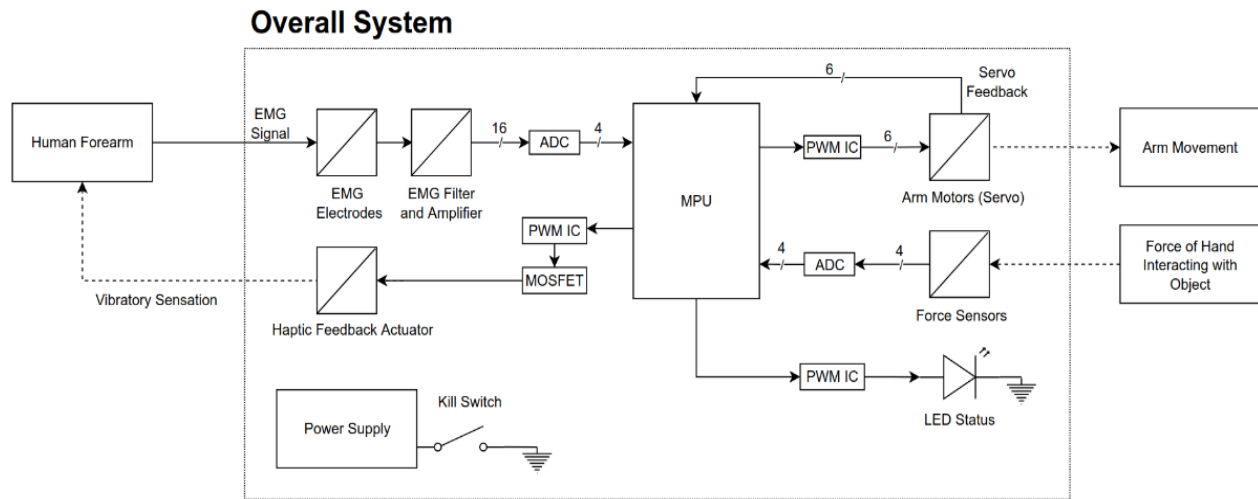 Overall System
Human Forearm
EMG
Signal
EMG
Electrodes
EMG Filter
and Amplifier
16
ADC
4
MPU
6
Servo
Feedback
PWM IC
6
Arm Motors (Servo)
Arm Movement
PWM IC
MOSFET
Haptic Feedback Actuator
Vibratory Sensation
4
ADC
4
Force Sensors
Force of Hand
Interacting with
Object
PWM IC
LED Status
Power Supply
Kill Switch